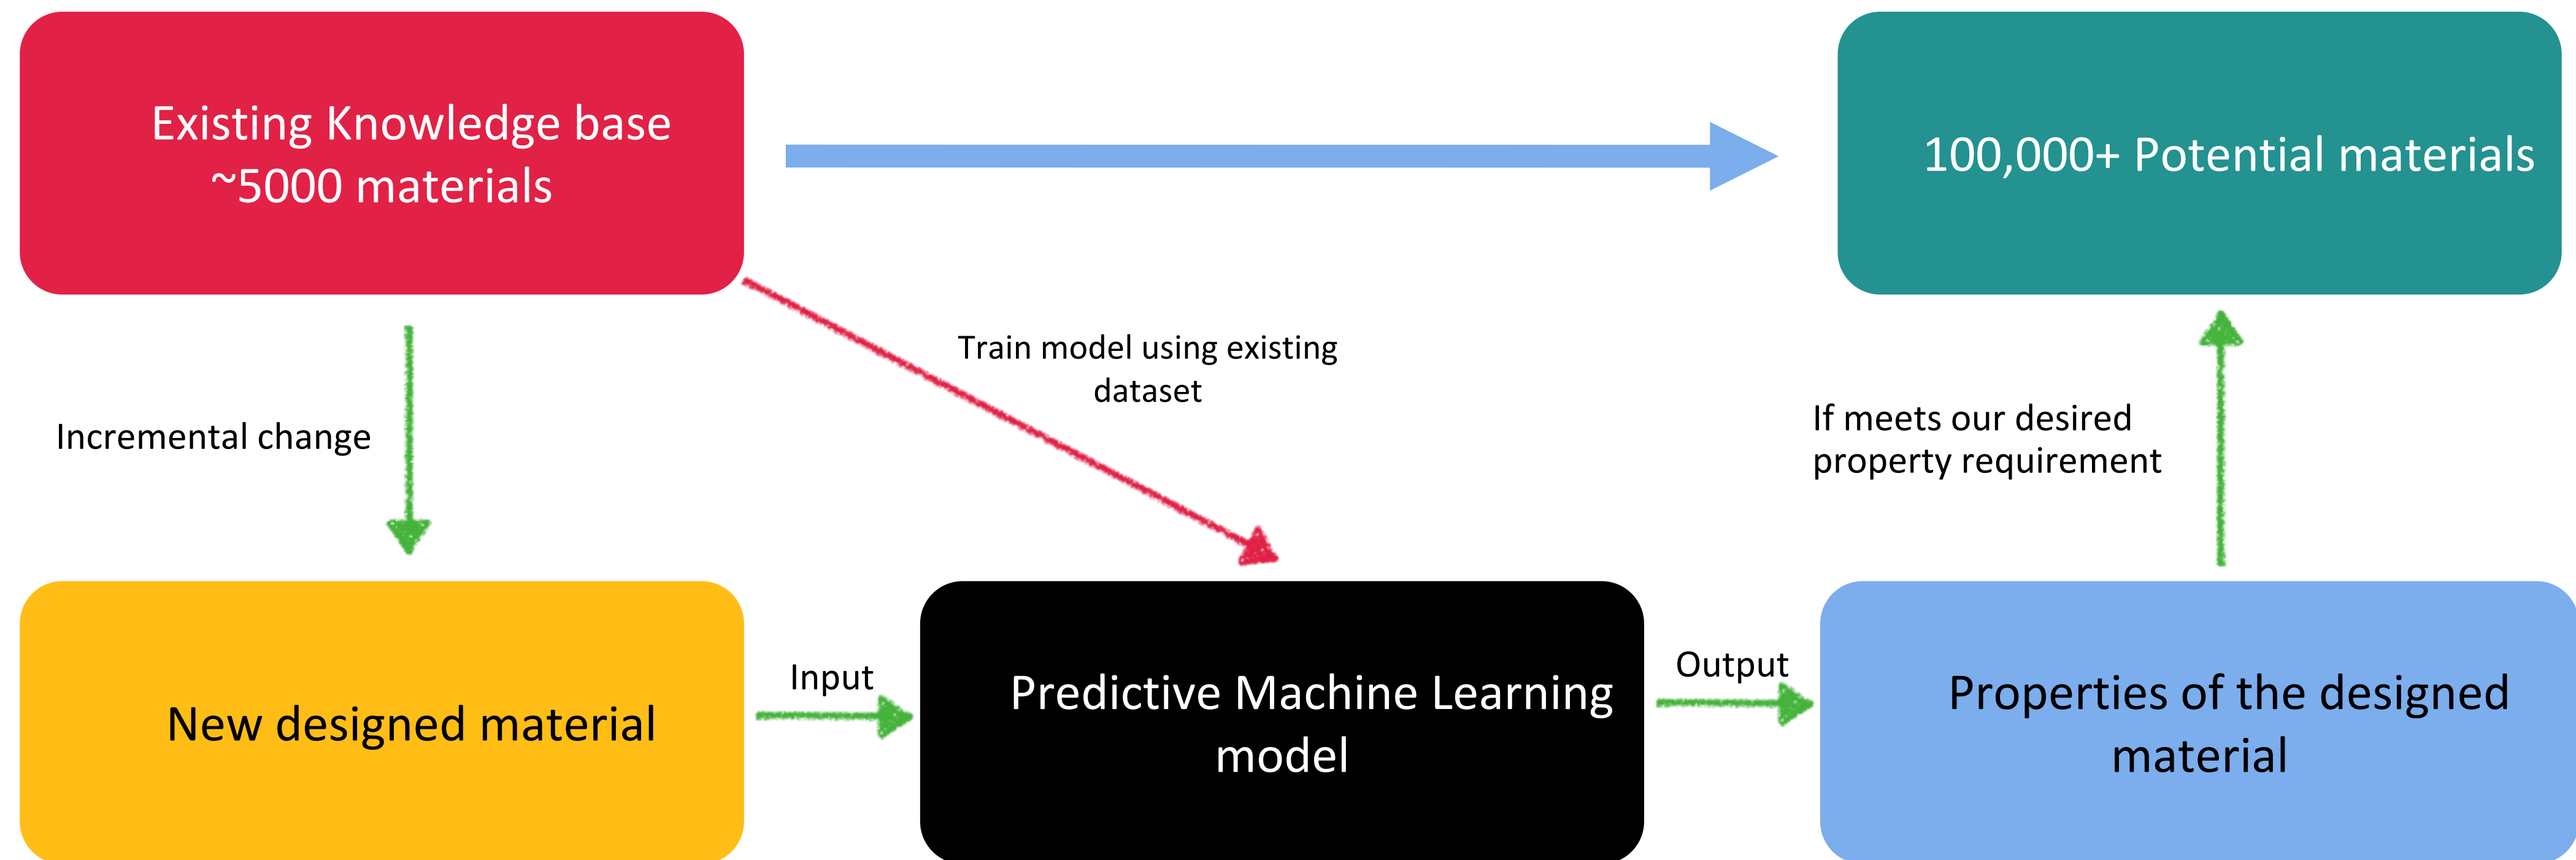 Existing Knowledge base
~5000 materials
100,000+ Potential materials
Train model using existing
dataset
Incremental change
If meets our desired
property requirement
New designed material
Input
Predictive Machine Learning
model
Output
Properties of the designed
material